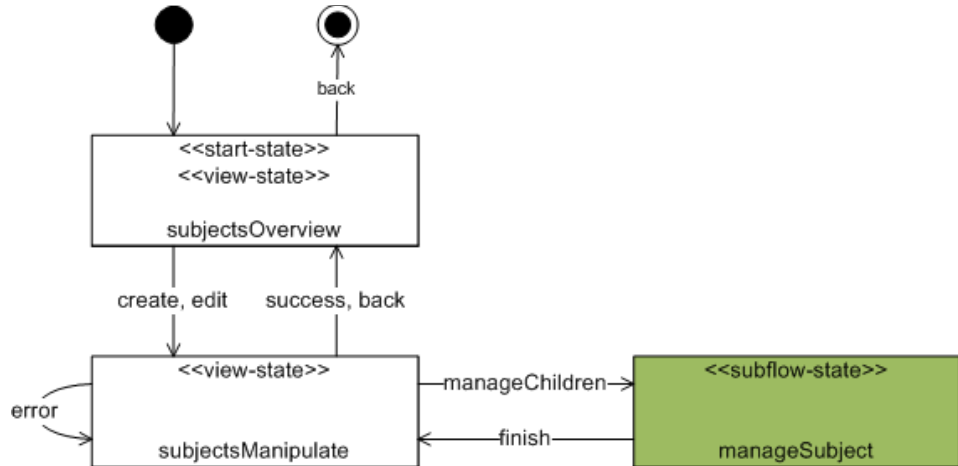 back
<<start-state>>
<<view-state>>
subjectsOverview
create, edit
success, back
<<view-state>>
error
subjectsManipulate
manageChildren
finish
<<subflow-state>>
manageSubject